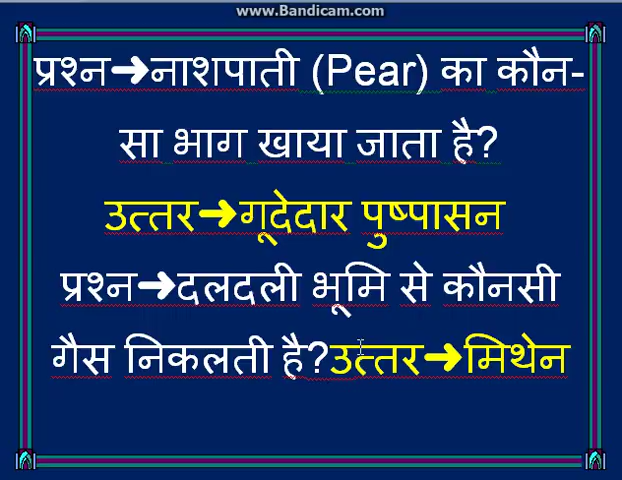 www.Bandicam.com
प्रश्न➜नाशपाती (Pear) का कौन-
सा भाग खाया जाता है?
उत्तर➜गूदेदार पुष्पासन
प्रश्न➜दलदली भूमि से कौनसी
गैस निकलती है?उत्तर➜मिथेन